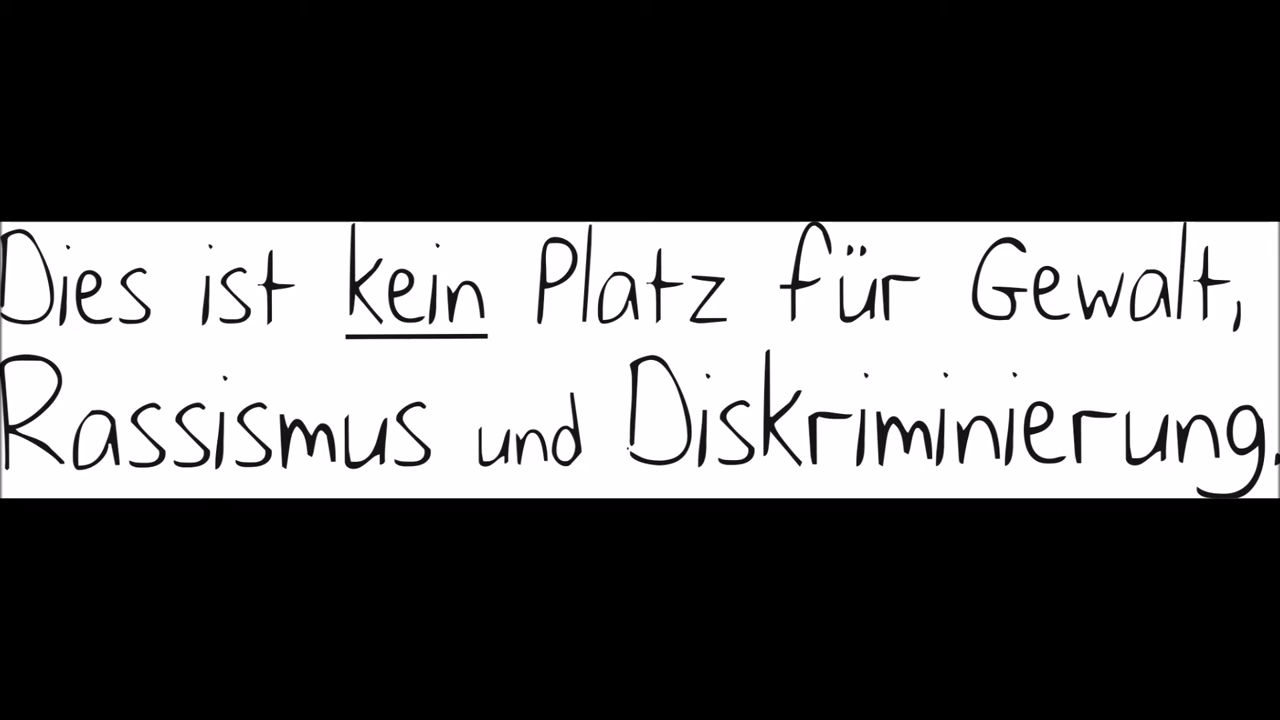 Dies ist kein Platz für Gewalt,
Rassismus und Diskriminierung.